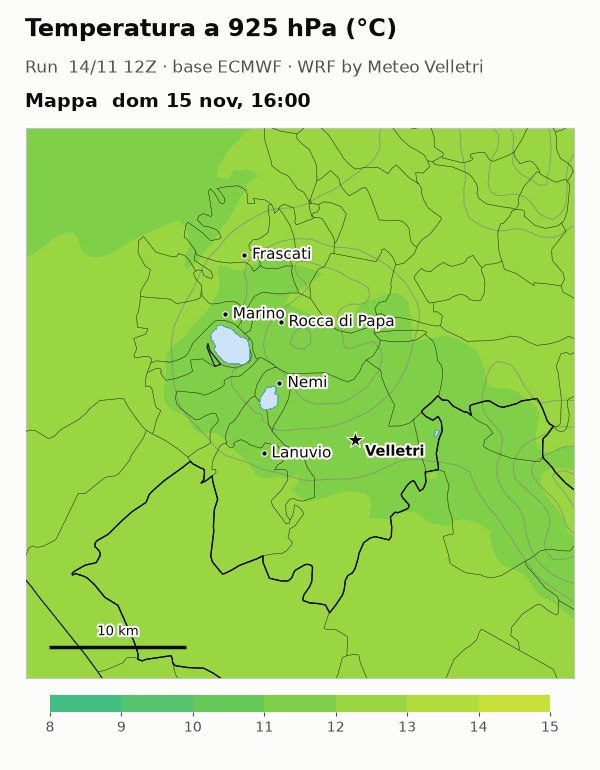 Temperatura a 925 hPa (°C)
Run  14/11 12Z · base ECMWF · WRF by Meteo Velletri
Mappa  dom 15 nov, 16:00
Frascati
Marino
Rocca di Papa
Nemi
Velletri
Lanuvio
10 km
8 9 10 11 12 13 14 15